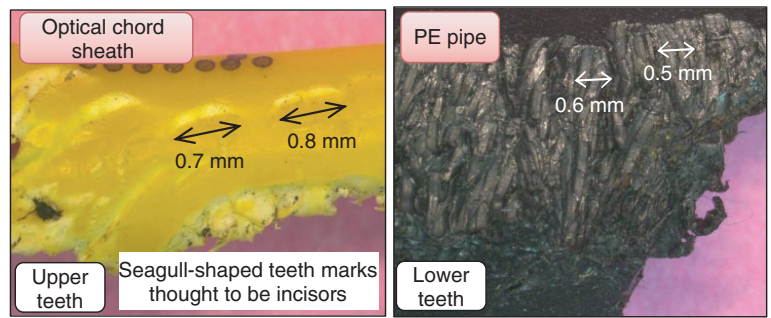 Optical chord
sheath
0.7 mm
0.8 mm
Upper
teeth
Seagull-shaped teeth marks
thought to be incisors
PE pipe
0.6 mm
0.5 mm
Lower
teeth